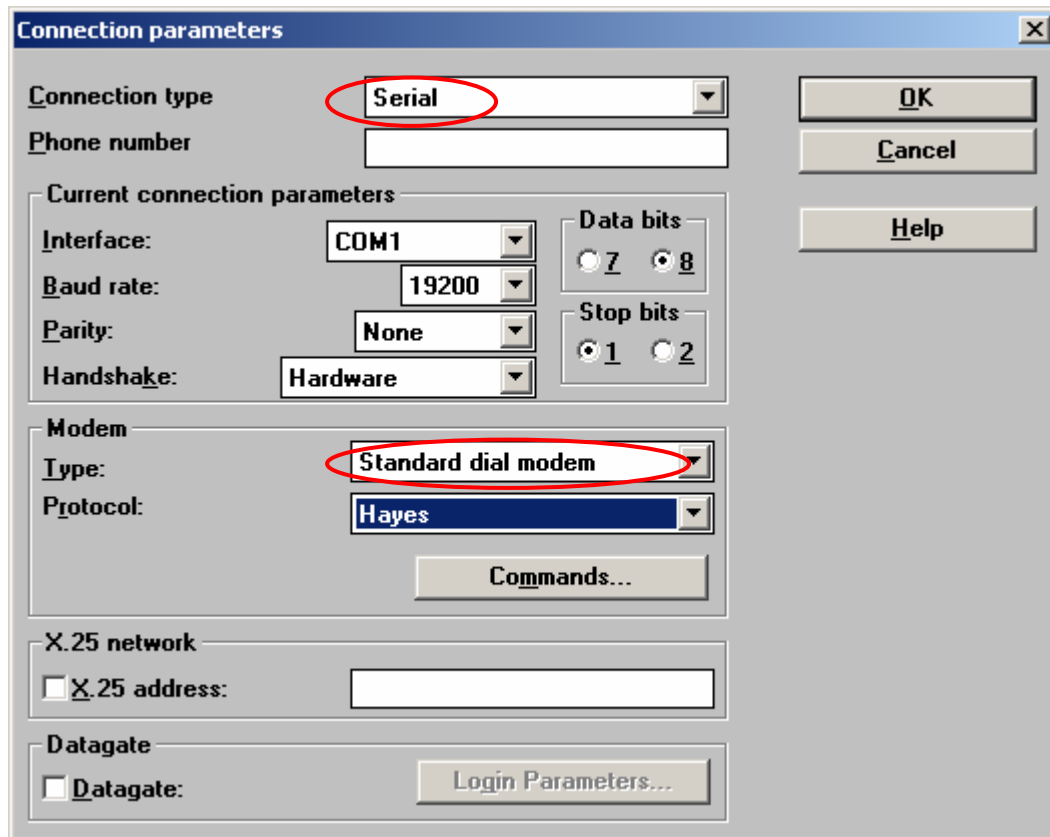 Connection parameters
Connection type Serial OK
Phone number Cancel
Current connection parameters
Interface: COM1 Data bits Help
7 8
Baud rate: 19200
Parity: None Stop bits
1 2
Handshake: Hardware
Modem
Type: Standard dial modem
Protocol: Hayes
Commands...
X.25 network
X.25 address:
Datagate
Datagate: Login Parameters...